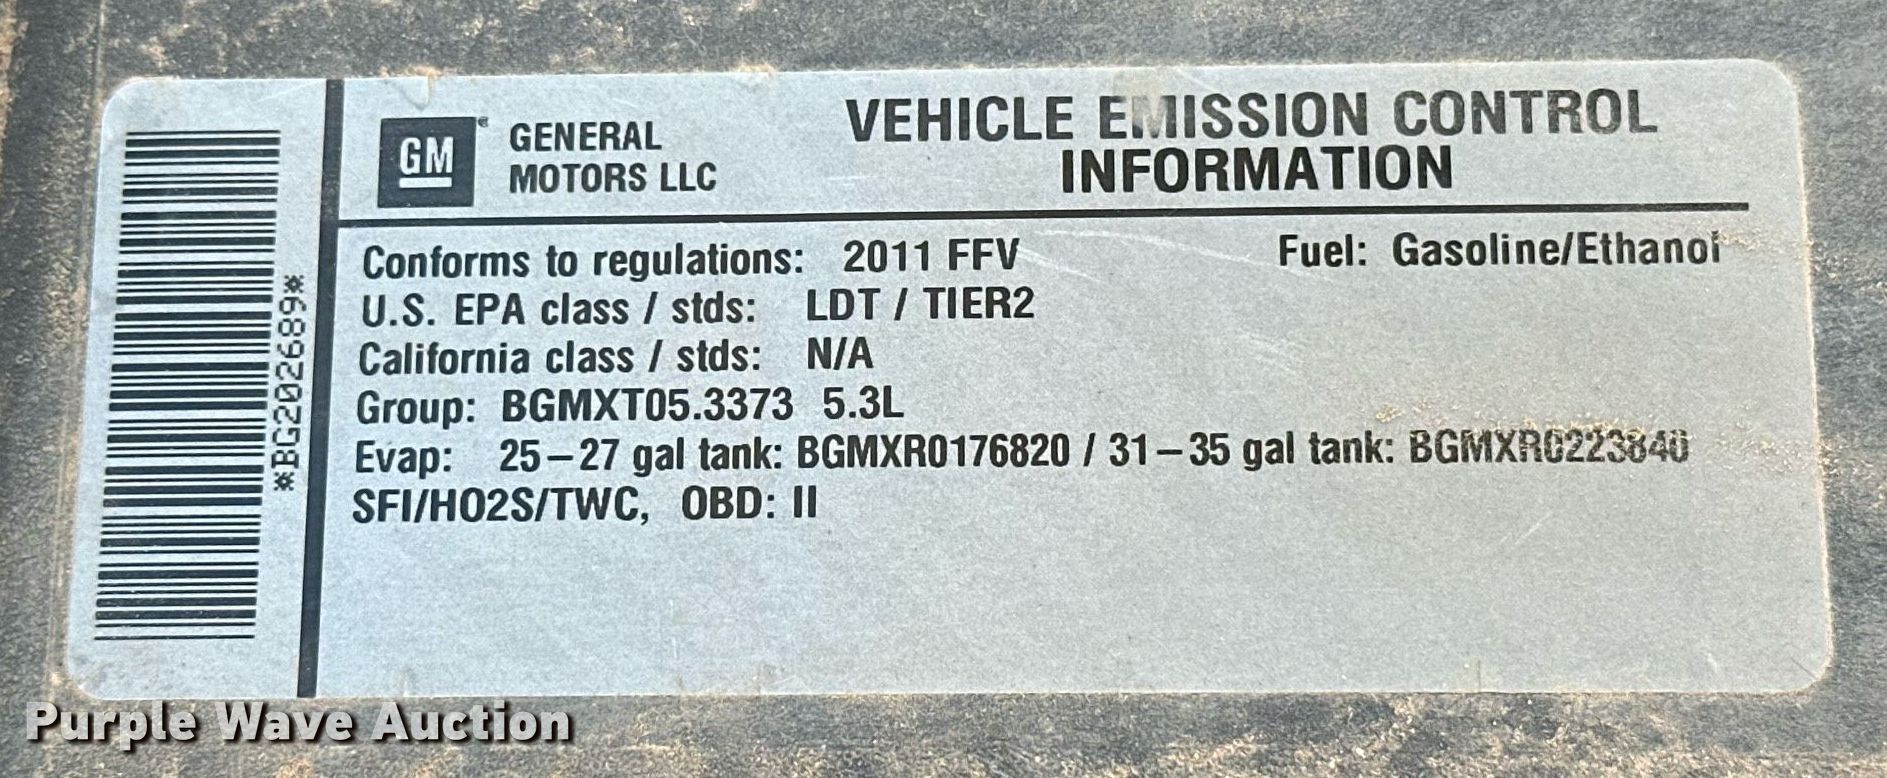 *BG202689*
GM
GENERAL
MOTORS LLC
VEHICLE EMISSION CONTROL
INFORMATION
Conforms to regulations: 2011 FFV Fuel: Gasoline/Ethanol
U.S. EPA class / stds: LDT / TIER2
California class / stds: N/A
Group: BGMXT05.3373 5.3L
Evap: 25-27 gal tank: BGMXR0176820 / 31-35 gal tank: BGMXR0223840
SFI/HO2S/TWC, OBD: II
Purple Wave Auction